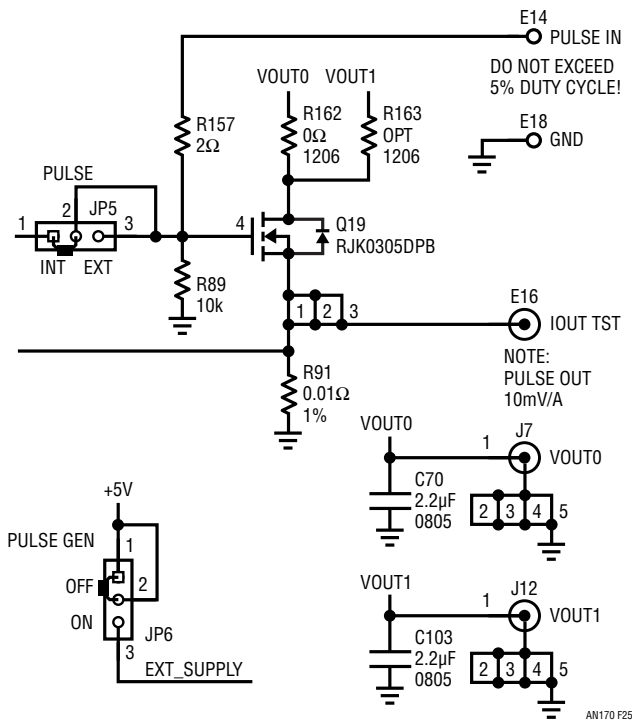 E14
PULSE IN
DO NOT EXCEED
5% DUTY CYCLE!
VOUT0 VOUT1
R157
2Ω
R162
0Ω
1206
R163
OPT
1206
E18
GND
PULSE
2 JP5
1 3
INT EXT
4
Q19
RJK0305DPB
R89
10k
1 2 3
E16
IOUT TST
NOTE:
PULSE OUT
10mV/A
R91
0.01Ω
1%
VOUT0
J7
1 VOUT0
C70
2.2µF
0805
2 3 4 5
+5V
PULSE GEN
1
OFF 2
ON
JP6
3
EXT_SUPPLY
VOUT1
J12
1 VOUT1
C103
2.2µF
0805
2 3 4 5
AN170 F25